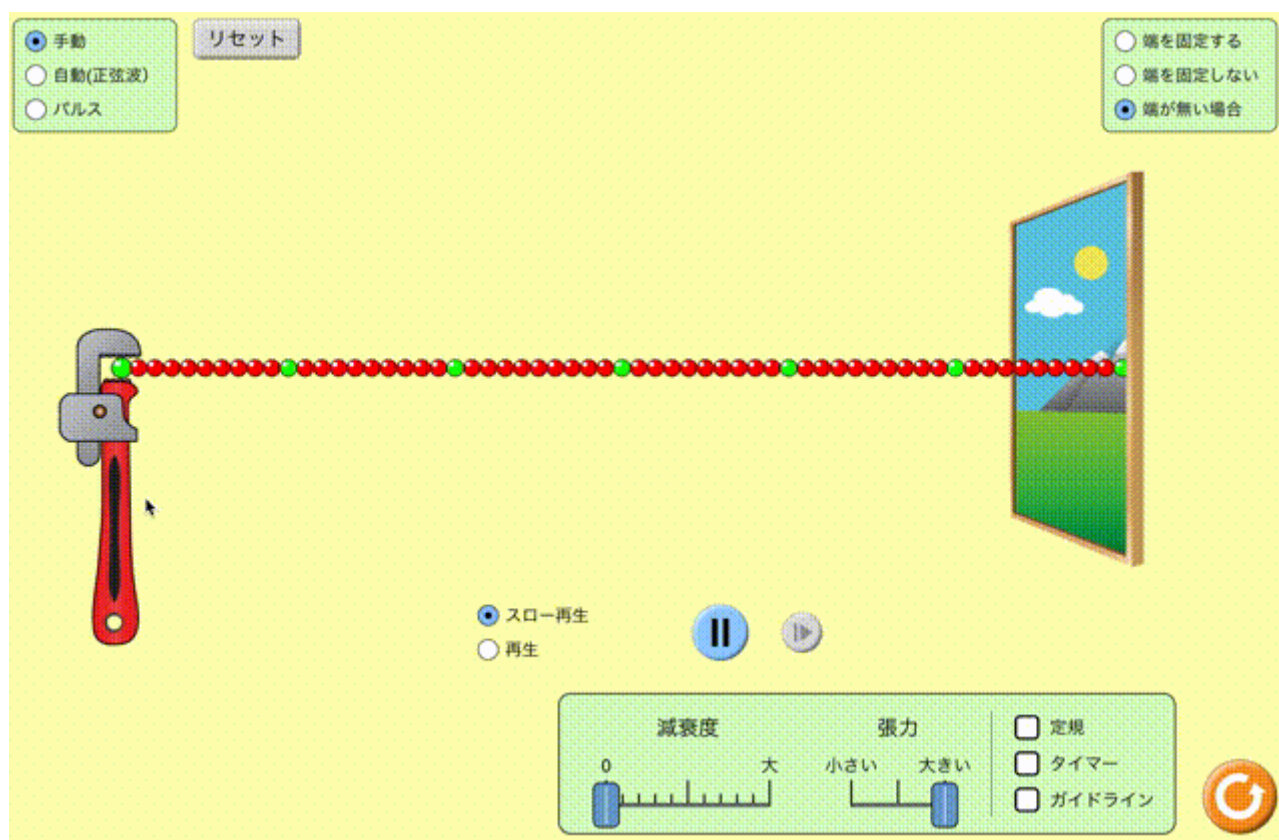 手動
自動(正弦波)
パルス
リセット
端を固定する
端を固定しない
端が無い場合
スロー再生
再生
減衰度
0
大
張力
小さい
大きい
定規
タイマー
ガイドライン